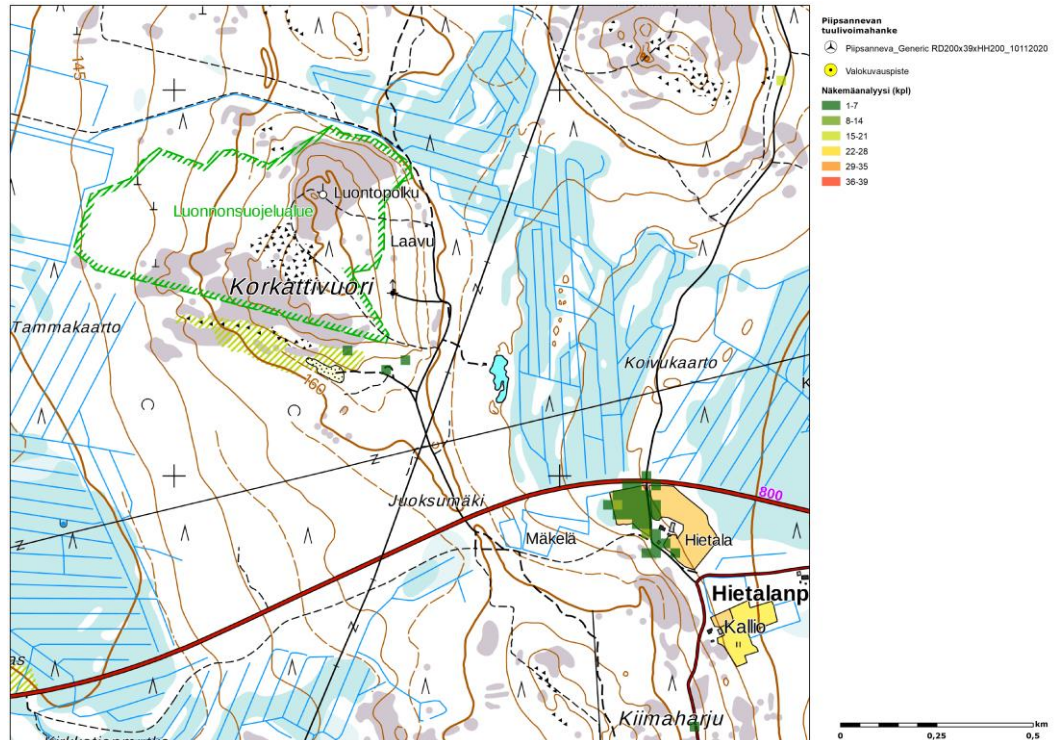 145
Luontopolku
Luonnonsuojelualue
Laavu
Korkattivuori
Tammakaarto
160
Koivukaarto
K
Juoksumäki
800
Mäkelä
Hietala
Hietalanp
Kallio
as
Kiimaharju
Piipsannevan
tuulivoimahanke
Piipsanneva_Generic RD200x39xHH200_10112020
Valokuvauspiste
Näkemäanalyysi (kpl)
1-7
8-14
15-21
22-28
29-35
36-39
km
0
0,25
0,5